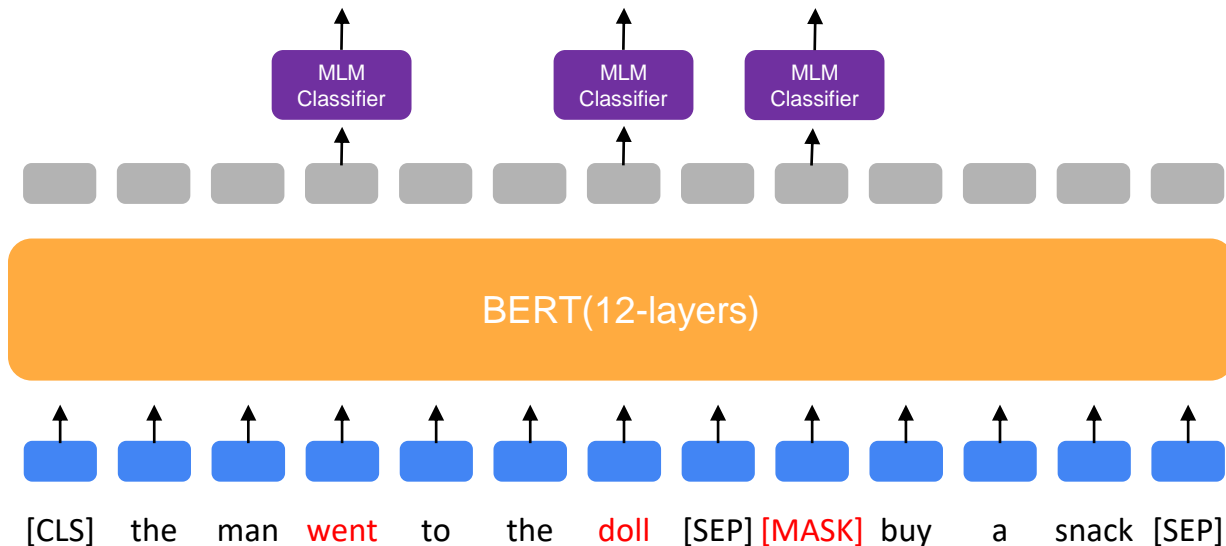 MLM
Classifier
MLM
Classifier
MLM
Classifier
BERT(12-layers)
[CLS] the man went to the doll [SEP] [MASK] buy a snack [SEP]